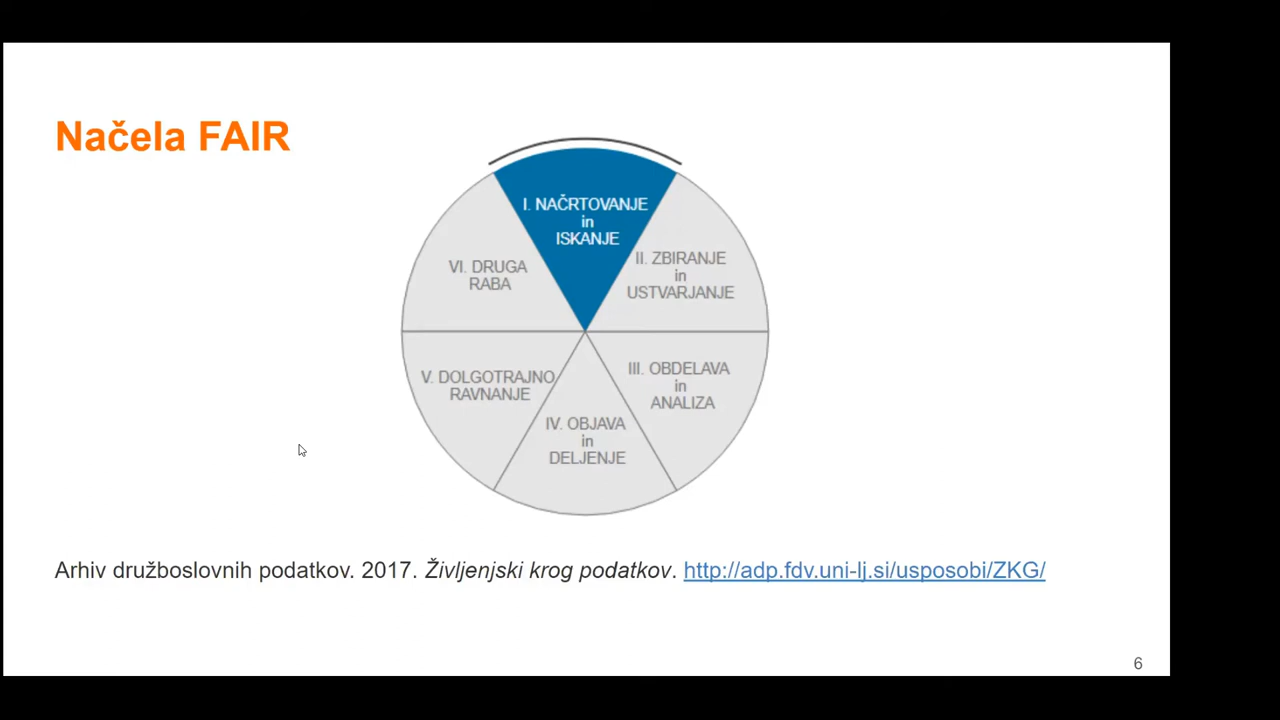 Načela FAIR
I. NAČRTOVANJE
in
ISKANJE
II. ZBIRANJE
in
USTVARJANJE
III. OBDELAVA
in
ANALIZA
IV. OBJAVA
in
DELJENJE
V. DOLGOTRAJNO
RAVNANJE
VI. DRUGA
RABA
Arhiv družboslovnih podatkov. 2017. Življenjski krog podatkov. http://adp.fdv.uni-lj.si/usposobi/ZKG/
6